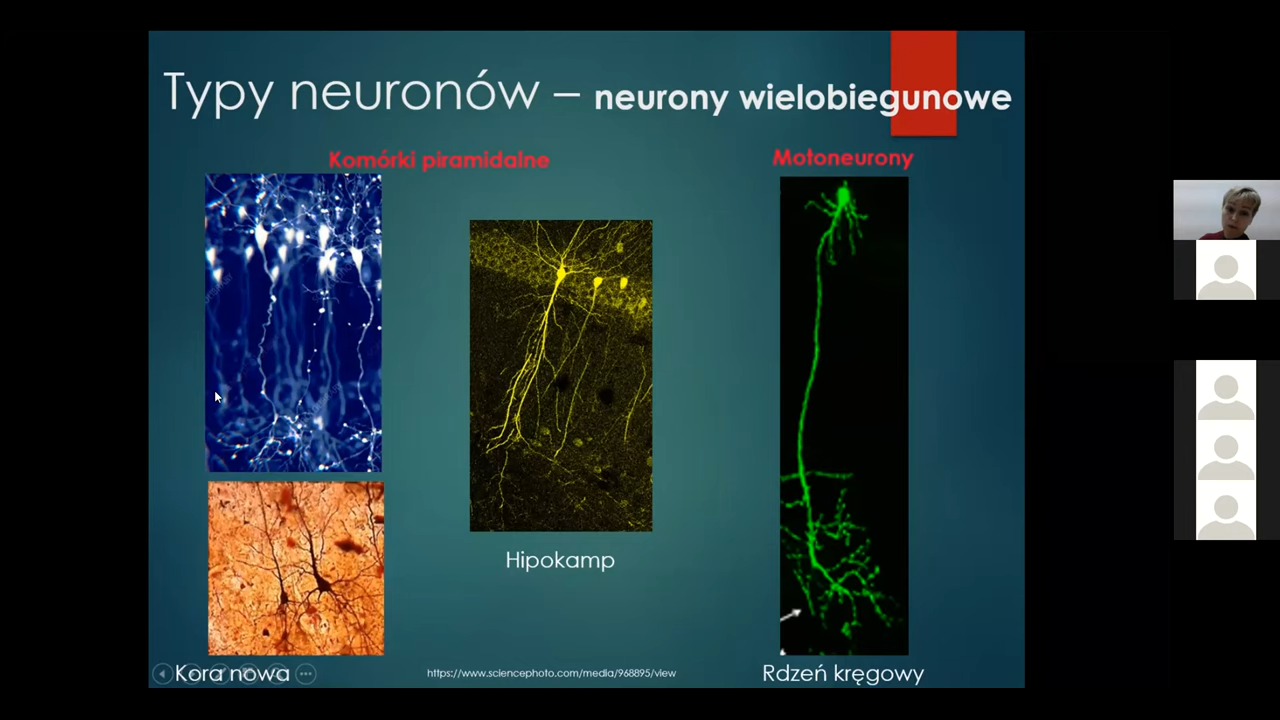 Typy neuronów – neurony wielobiegunowe
Komórki piramidalne
Motoneurony
Hipokamp
Kora nowa
https://www.sciencephoto.com/media/968895/view
Rdzeń kręgowy